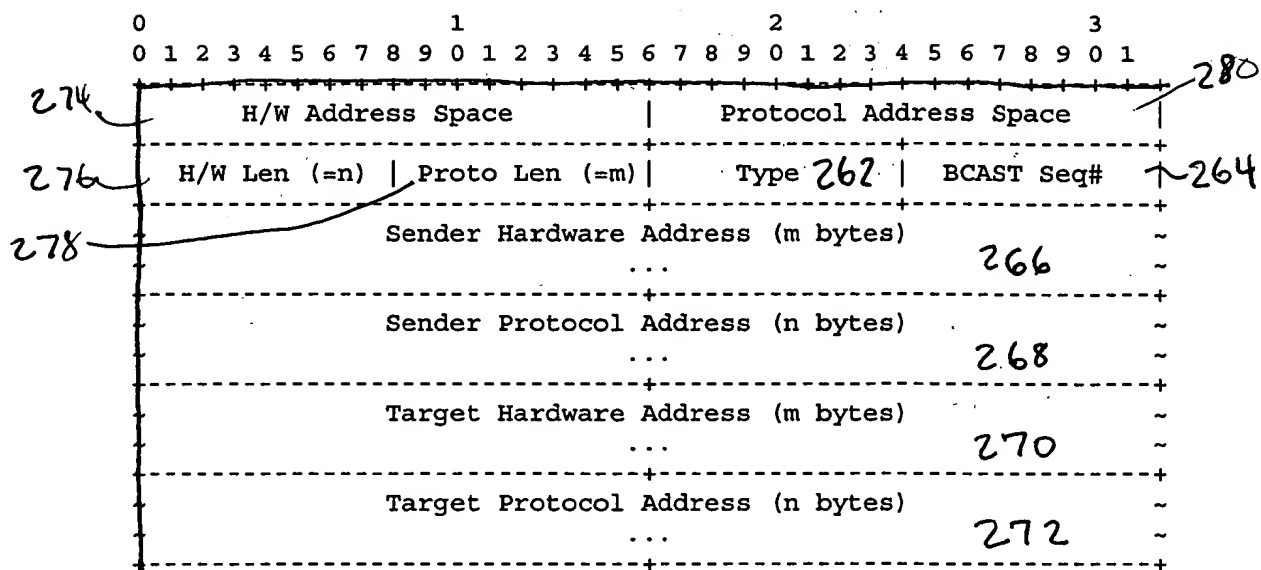 0 1 2 3
0 1 2 3 4 5 6 7 8 9 0 1 2 3 4 5 6 7 8 9 0 1 2 3 4 5 6 7 8 9 0 1
280
274 H/W Address Space | Protocol Address Space |
276 H/W Len (=n) | Proto Len (=m) | Type 262 | BCAST Seq# 264
278 Sender Hardware Address (m bytes) ~
... 266 ~
Sender Protocol Address (n bytes) ~
... 268 ~
Target Hardware Address (m bytes) ~
... 270 ~
Target Protocol Address (n bytes) ~
... 272 ~